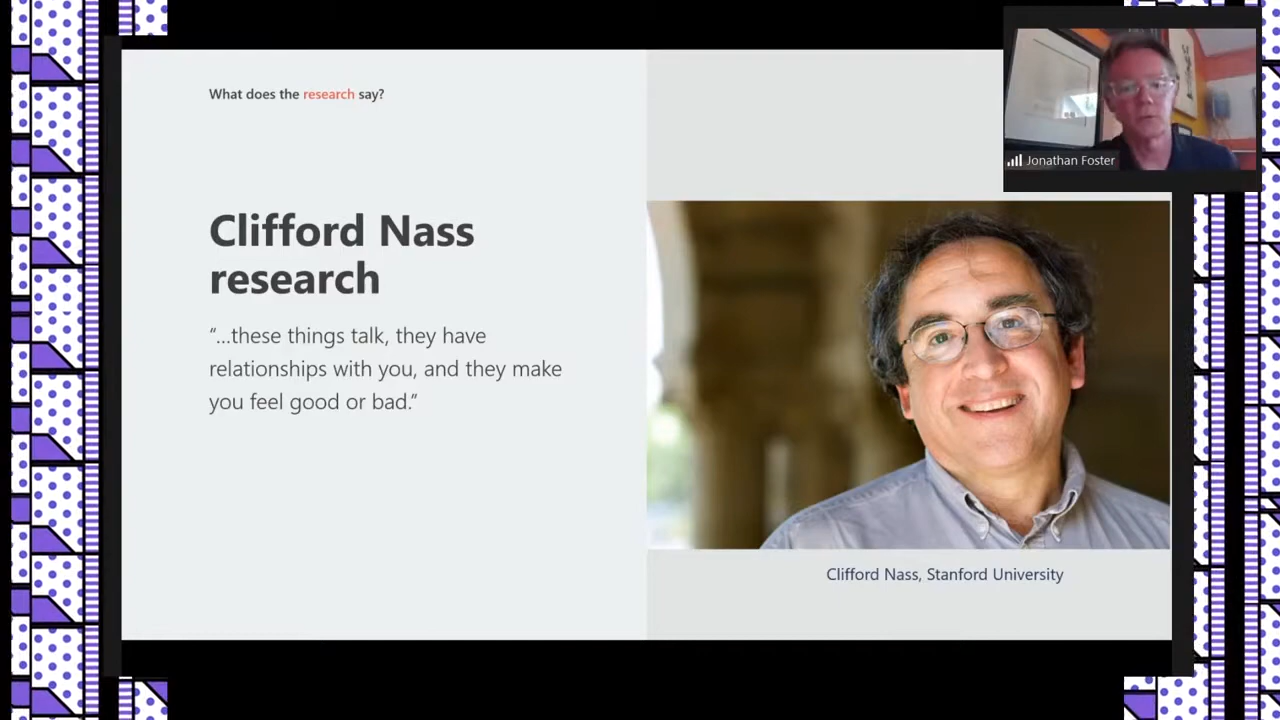 What does the research say?
Clifford Nass
research
“...these things talk, they have
relationships with you, and they make
you feel good or bad.”
Clifford Nass, Stanford University
Jonathan Foster